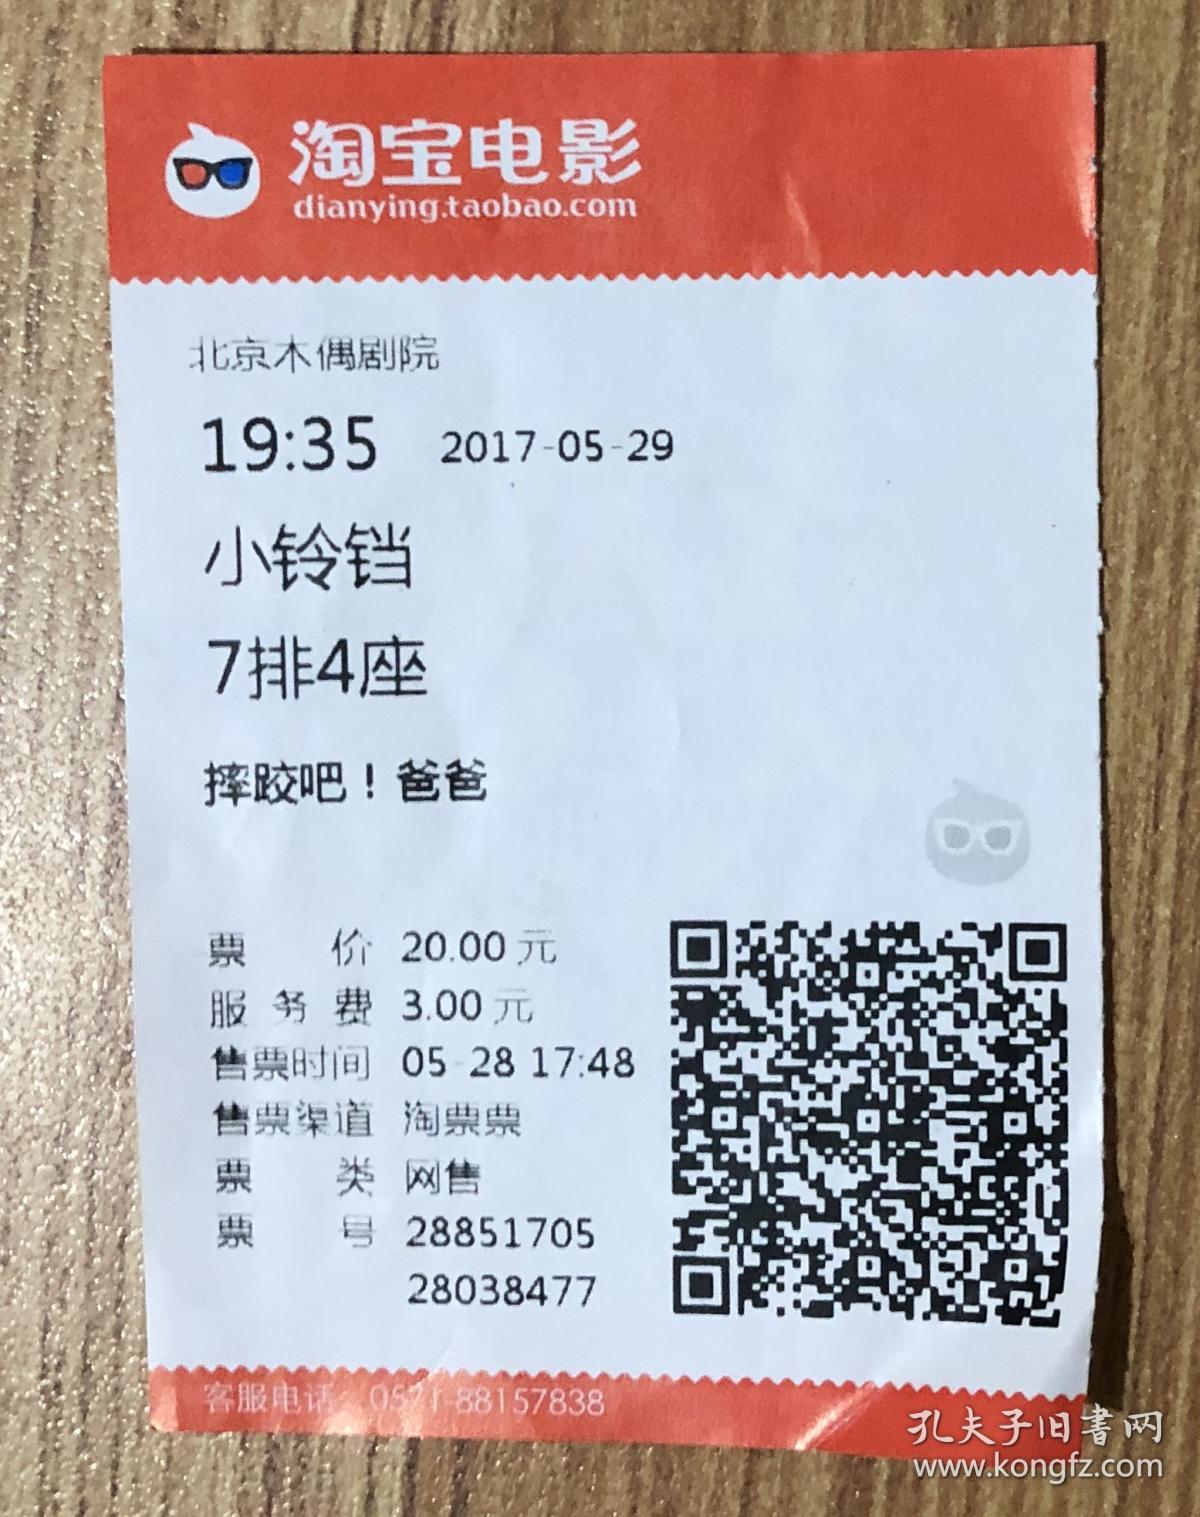 淘宝电影
dianying.taobao.com
北京木偶剧院
19:35 2017-05-29
小铃铛
7排4座
摔跤吧！爸爸
票价 20.00 元
服务费 3.00 元
售票时间 05-28 17:48
售票渠道 淘票票
票类 网售
票号 28851705
28038477
客服电话 0571-88157838
孔夫子旧书网
www.kongfz.com